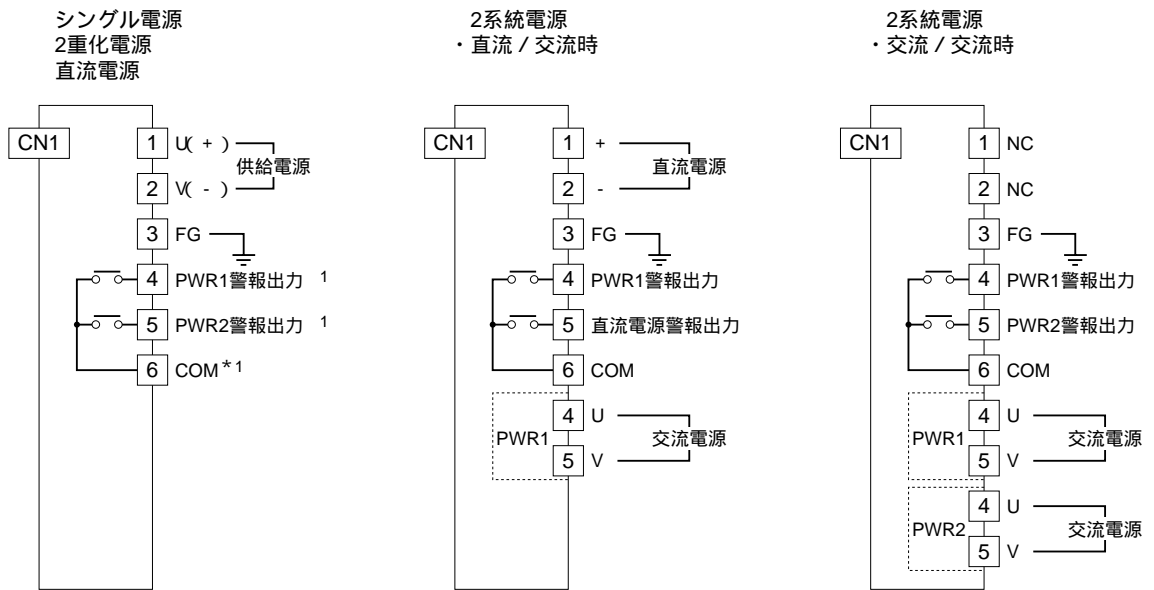 シングル電源
2重化電源
直流電源
CN1
1 U( + )
供給電源
2 V( - )
3 FG
4 PWR1警報出力 1
5 PWR2警報出力 1
6 COM*1
2系統電源
・直流 / 交流時
CN1
1 +
直流電源
2 -
3 FG
4 PWR1警報出力
5 直流電源警報出力
6 COM
PWR1
4 U
交流電源
5 V
2系統電源
・交流 / 交流時
CN1
1 NC
2 NC
3 FG
4 PWR1警報出力
5 PWR2警報出力
6 COM
PWR1
4 U
交流電源
5 V
PWR2
4 U
交流電源
5 V